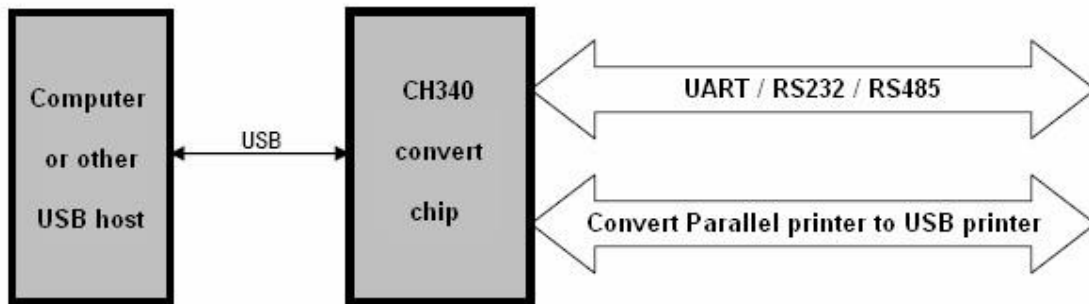 Computer
or other
USB host
USB
CH340
convert
chip
UART / RS232 / RS485
Convert Parallel printer to USB printer